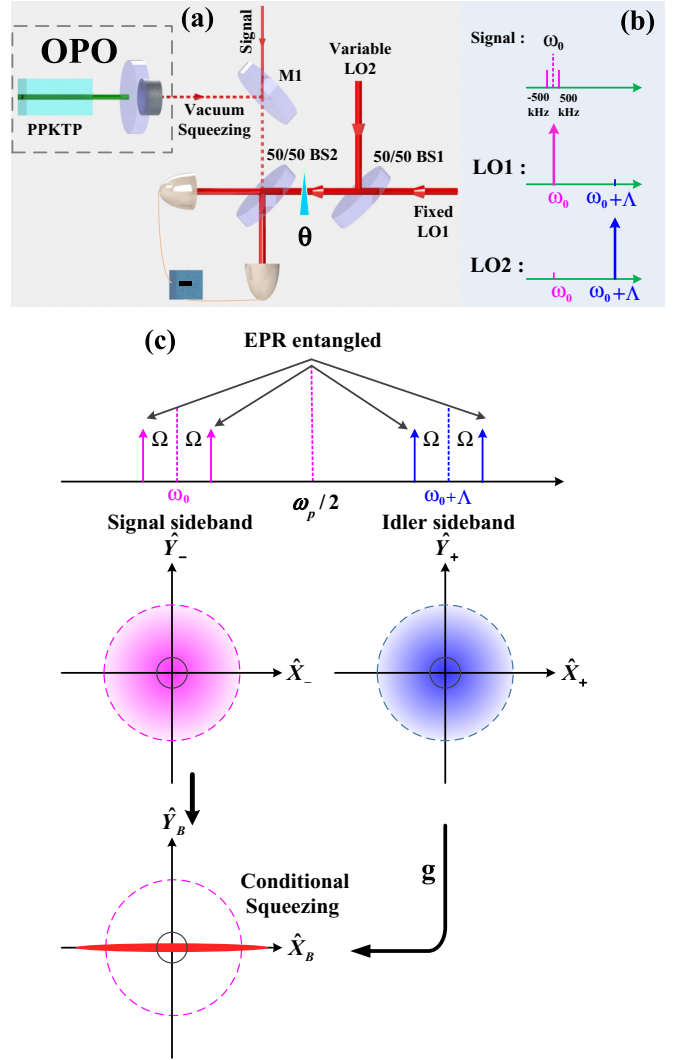 (a)
OPO
PPKTP
Vacuum
Squeezing
Signal
M1
Variable
LO2
50/50 BS2
50/50 BS1
θ
Fixed
LO1
(b)
Signal :
ω₀
-500
kHz
500
kHz
LO1 :
ω₀
ω₀+Λ
LO2 :
ω₀
ω₀+Λ
(c)
EPR entangled
Ω
Ω
Ω
Ω
ω₀
ωₚ/2
ω₀+Λ
Signal sideband
Idler sideband
Ŷ₋
Ŷ₊
X̂₋
X̂₊
Ŷ_B
Conditional
Squeezing
g
X̂_B